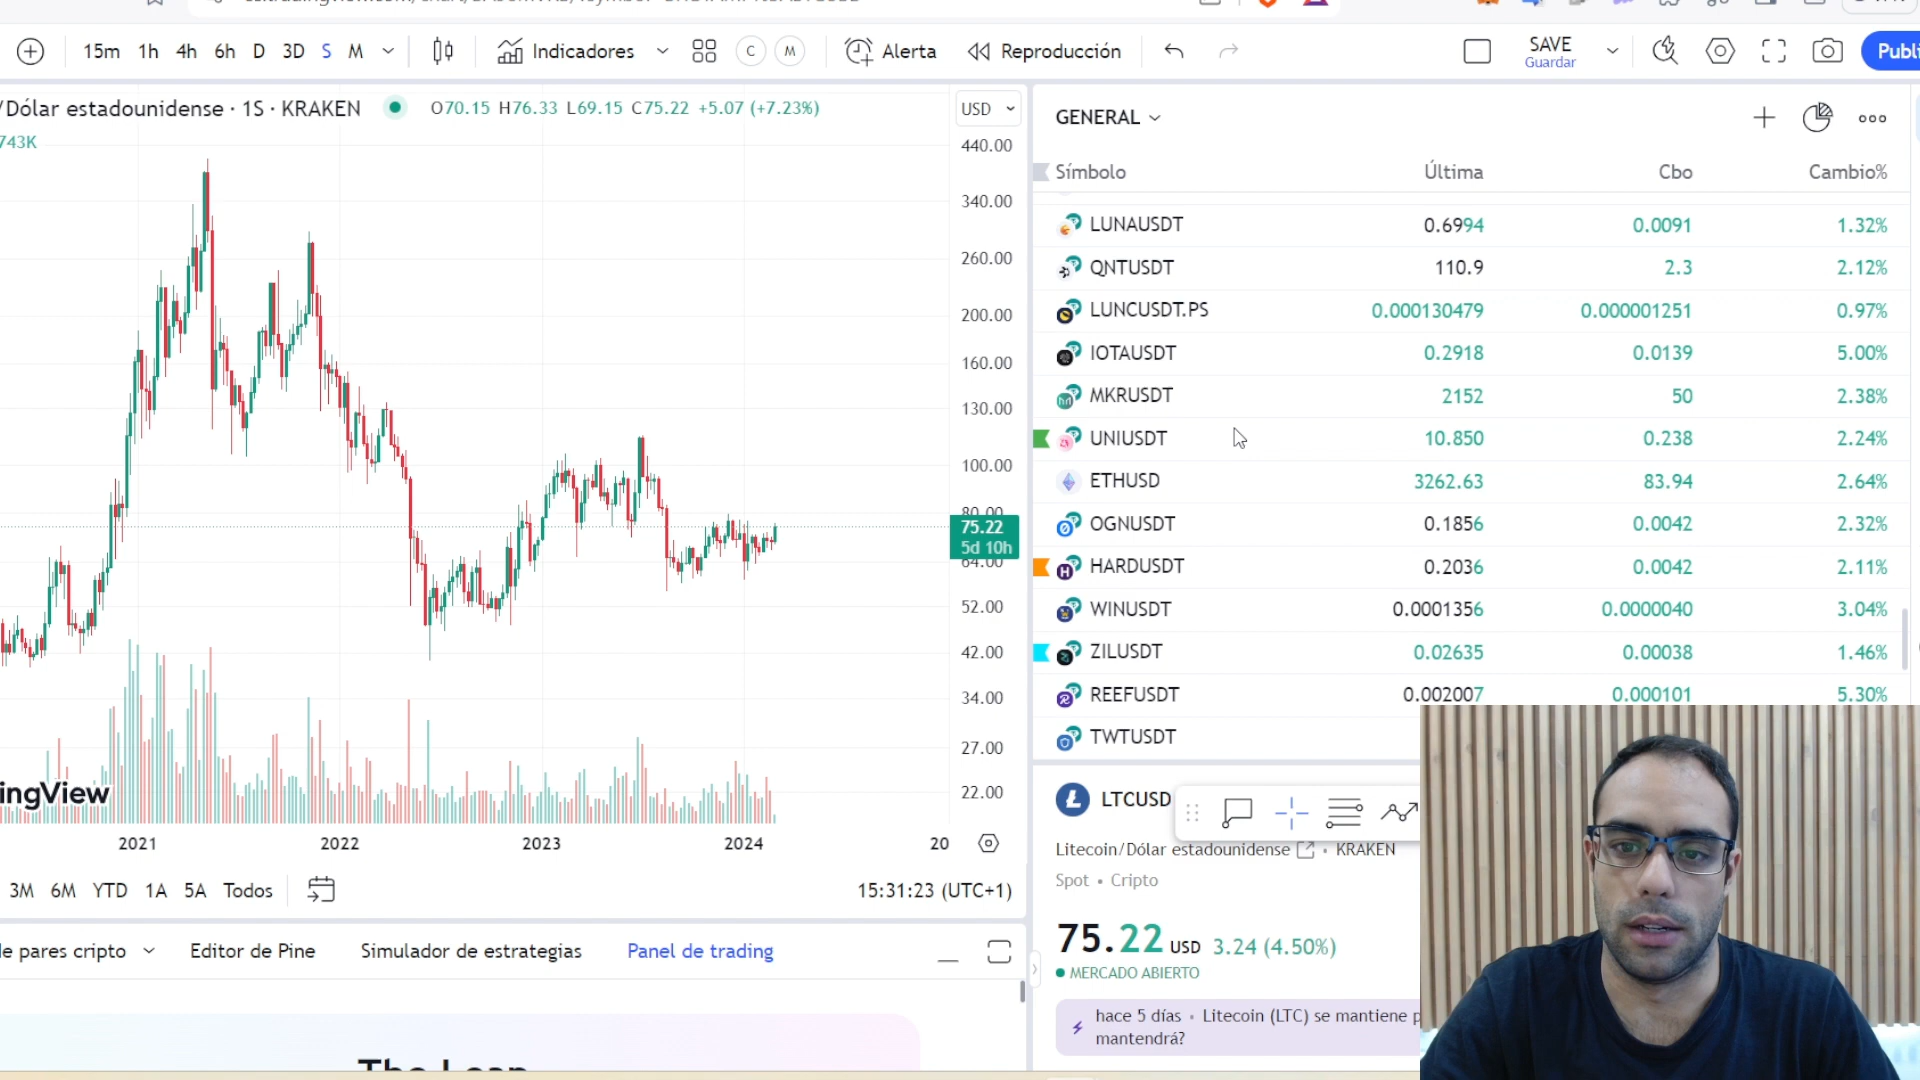 15m 1h 4h 6h D 3D S M Indicadores C M Alerta Reproducción SAVE Guardar Publi
/Dólar estadounidense · 1S · KRAKEN O70.15 H76.33 L69.15 C75.22 +5.07 (+7.23%) USD
743K
440.00
340.00
260.00
200.00
160.00
130.00
100.00
80.00
75.22
5d 10h
64.00
52.00
42.00
34.00
27.00
22.00
ingView
2021 2022 2023 2024 20
3M 6M YTD 1A 5A Todos 15:31:23 (UTC+1)
de pares cripto Editor de Pine Simulador de estrategias Panel de trading
The Leap
GENERAL
Símbolo Última Cbo Cambio%
LUNAUSDT 0.6994 0.0091 1.32%
QNTUSDT 110.9 2.3 2.12%
LUNCUSDT.PS 0.000130479 0.000001251 0.97%
IOTAUSDT 0.2918 0.0139 5.00%
MKRUSDT 2152 50 2.38%
UNIUSDT 10.850 0.238 2.24%
ETHUSD 3262.63 83.94 2.64%
OGNUSDT 0.1856 0.0042 2.32%
HARDUSDT 0.2036 0.0042 2.11%
WINUSDT 0.0001356 0.0000040 3.04%
ZILUSDT 0.02635 0.00038 1.46%
REEFUSDT 0.002007 0.000101 5.30%
TWTUSDT
LTCUSD
Litecoin/Dólar estadounidense · KRAKEN
Spot • Cripto
75.22 USD 3.24 (4.50%)
MERCADO ABIERTO
hace 5 días • Litecoin (LTC) se mantiene p
mantendrá?